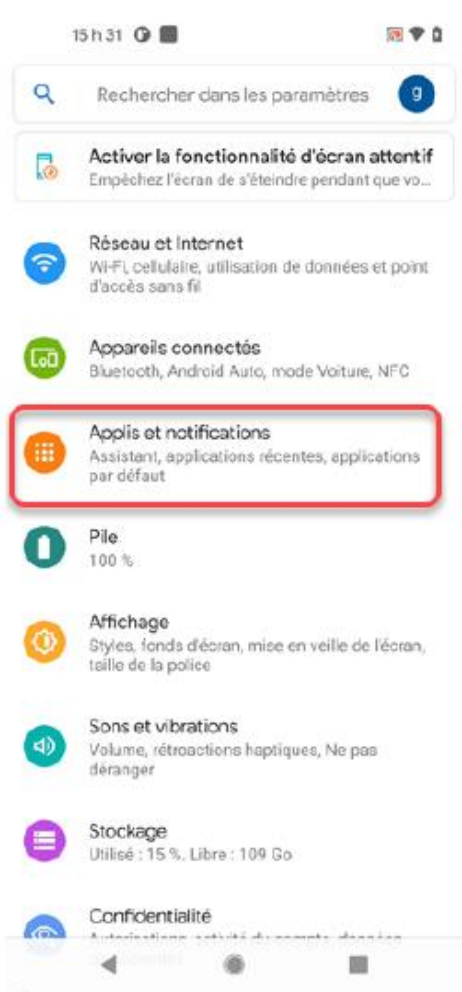 15 h 31
Rechercher dans les paramètres
g
Activer la fonctionnalité d'écran attentif
Empêchez l'écran de s'éteindre pendant que vo...
Réseau et Internet
Wi-Fi, cellulaire, utilisation de données et point
d'accès sans fil
Appareils connectés
Bluetooth, Android Auto, mode Voiture, NFC
Applis et notifications
Assistant, applications récentes, applications
par défaut
Pile
100 %
Affichage
Styles, fonds d'écran, mise en veille de l'écran,
taille de la police
Sons et vibrations
Volume, rétroactions haptiques, Ne pas
déranger
Stockage
Utilisé : 15 %. Libre : 109 Go
Confidentialité